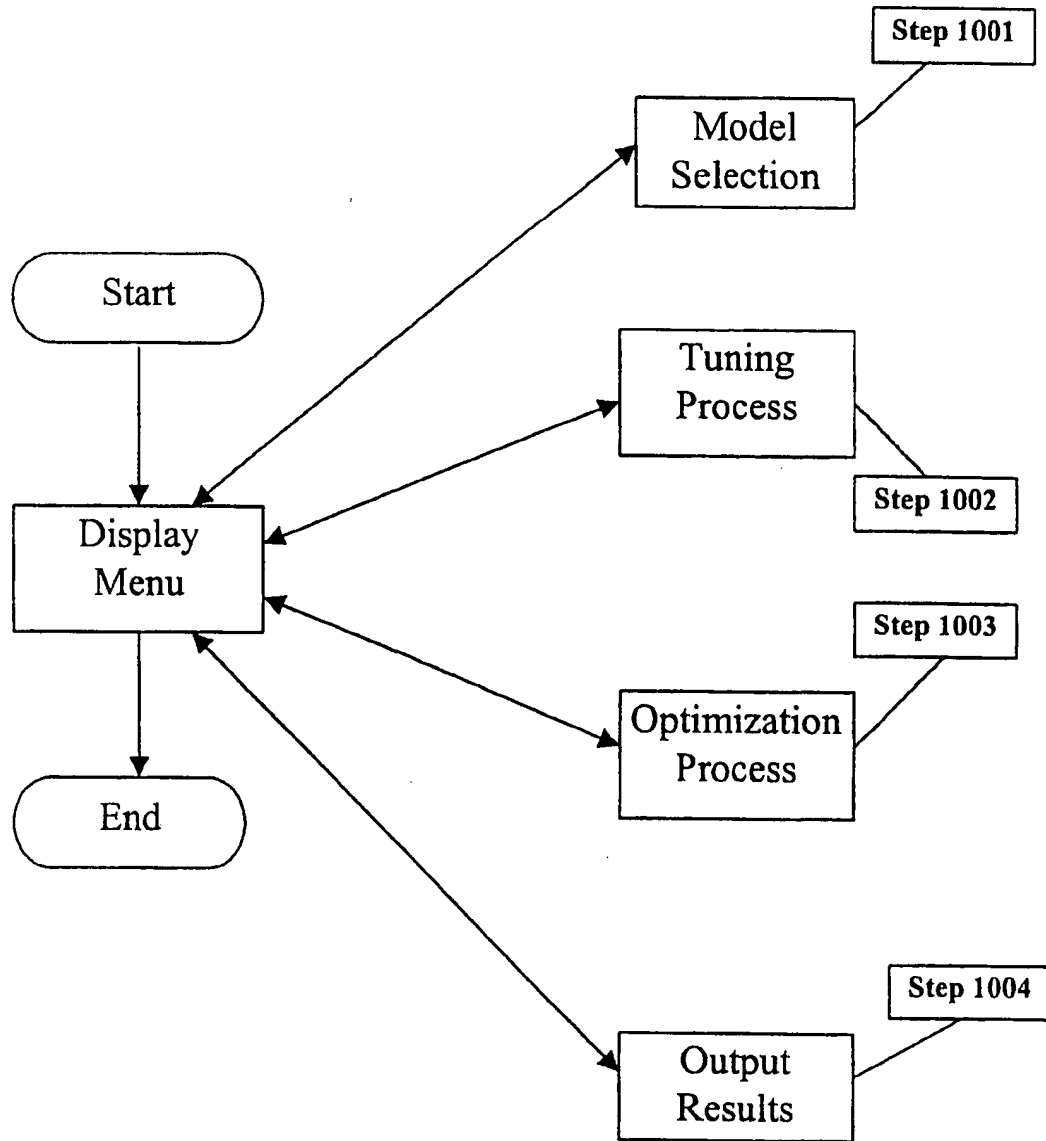 Step 1001
Model
Selection
Start
Tuning
Process
Step 1002
Display
Menu
Step 1003
Optimization
Process
End
Step 1004
Output
Results